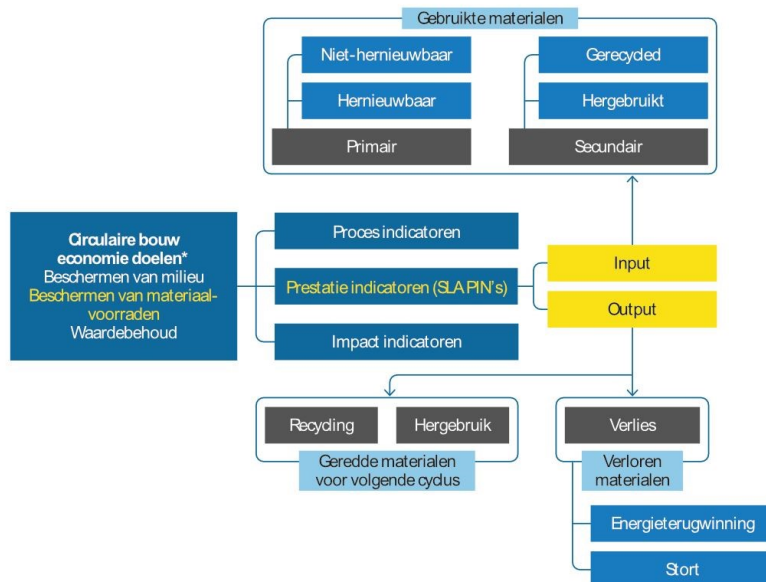 Gebruikte materialen
Niet-hernieuwbaar
Gerecycled
Hernieuwbaar
Hergebruikt
Primair
Secundair
Circulaire bouw
economie doelen*
Beschermen van milieu
Beschermen van materiaal-
voorraden
Waardebehoud
Proces indicatoren
Prestatie indicatoren (SLAPIN's)
Impact indicatoren
Input
Output
Recycling
Hergebruik
Geredde materialen
voor volgende cyclus
Verlies
Verloren
materialen
Energieterugwinning
Stort